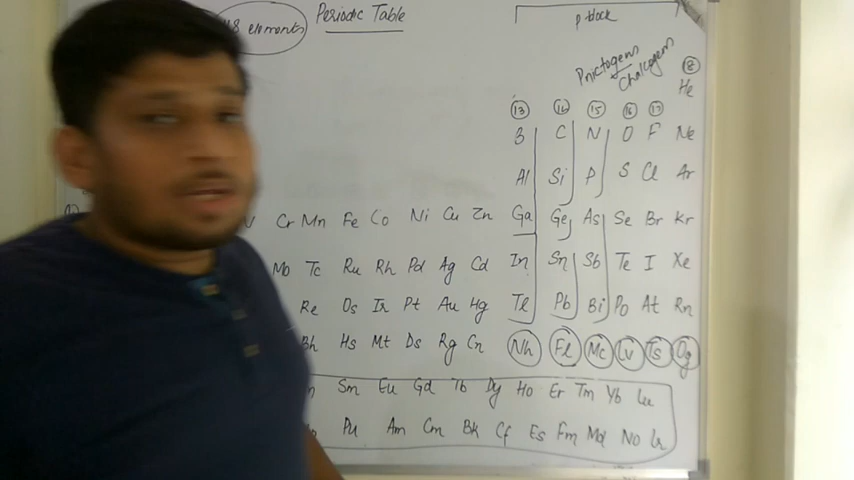 18 elements Periodic Table p block
Pnictogens
Chalcogens
18
He
13 14 15 16 17
B C N O F Ne
Al Si P S Cl Ar
V Cr Mn Fe Co Ni Cu Zn Ga Ge As Se Br Kr
Mo Tc Ru Rh Pd Ag Cd In Sn Sb Te I Xe
Re Os Ir Pt Au Hg Tl Pb Bi Po At Rn
Bh Hs Mt Ds Rg Cn Nh Fl Mc Lv Ts Og
Sm Eu Gd Tb Dy Ho Er Tm Yb Lu
Pu Am Cm Bk Cf Es Fm Md No Lr